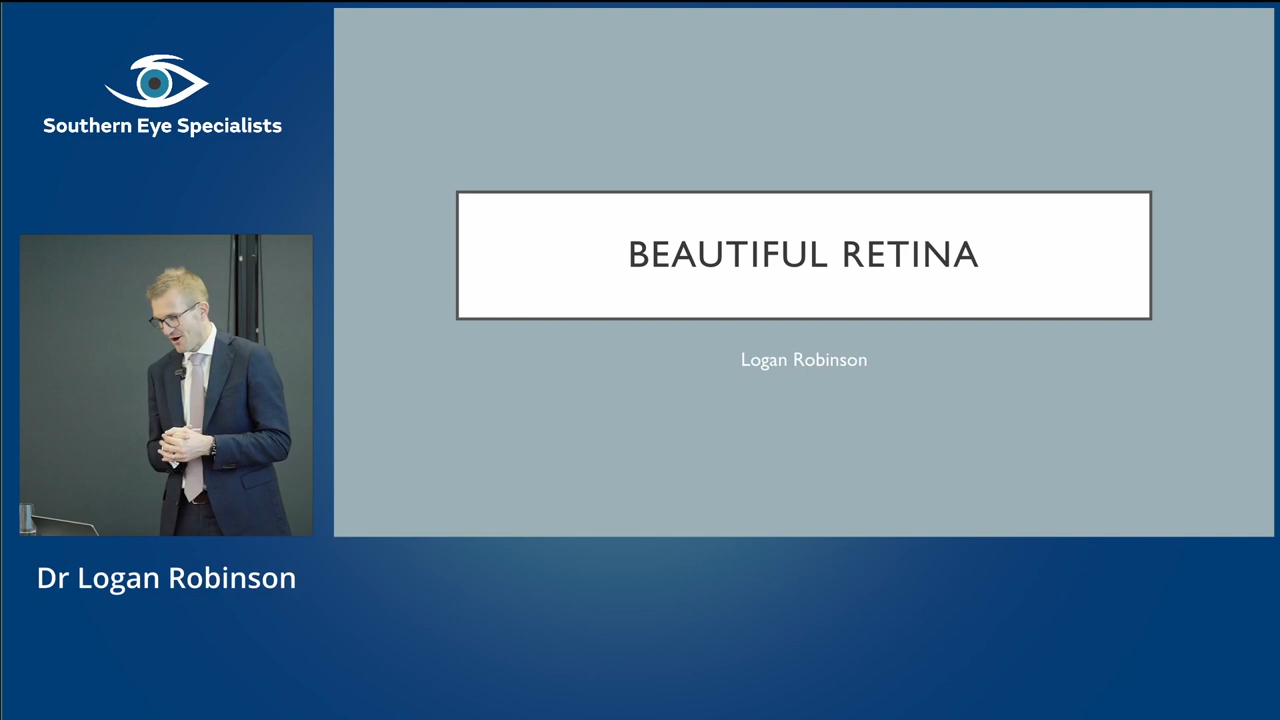 Southern Eye Specialists
BEAUTIFUL RETINA
Logan Robinson
Dr Logan Robinson